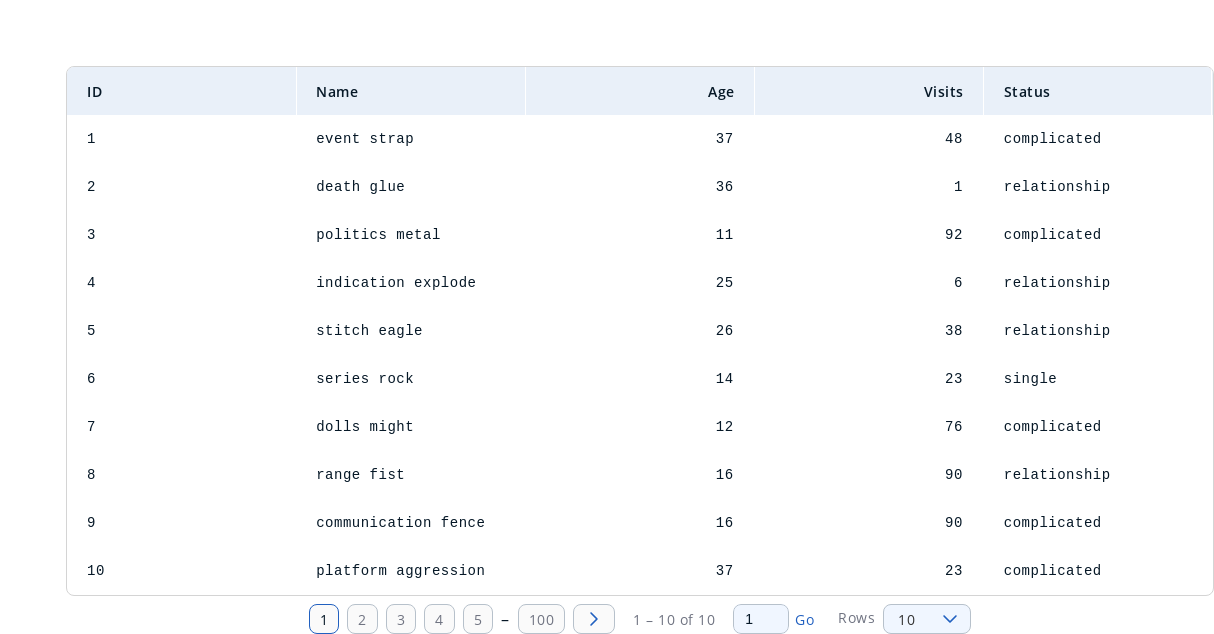 ID Name Age Visits Status
1 event strap 37 48 complicated
2 death glue 36 1 relationship
3 politics metal 11 92 complicated
4 indication explode 25 6 relationship
5 stitch eagle 26 38 relationship
6 series rock 14 23 single
7 dolls might 12 76 complicated
8 range fist 16 90 relationship
9 communication fence 16 90 complicated
10 platform aggression 37 23 complicated
1 2 3 4 5 – 100 1 – 10 of 10 1 Go Rows 10